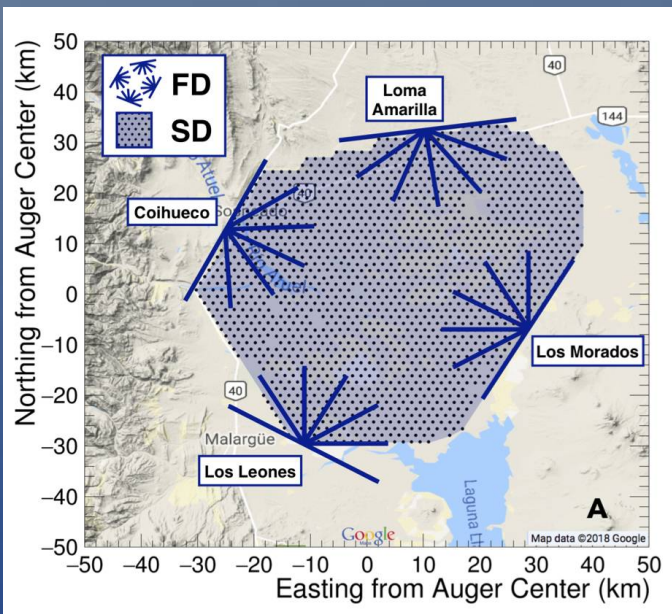 Northing from Auger Center (km)
50
40
30
20
10
0
−10
−20
−30
−40
−50
FD
SD
Loma
Amarilla
40
144
Coihueco
40
Los Morados
40
Malargüe
Los Leones
Laguna Ll
A
Google
Map data ©2018 Google
−50 −40 −30 −20 −10 0 10 20 30 40 50
Easting from Auger Center (km)